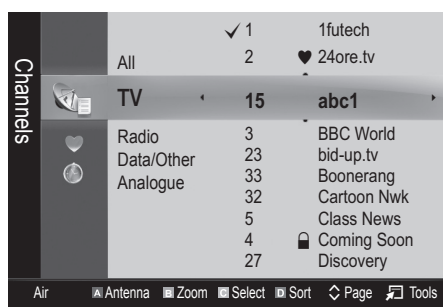 Channels
✓ 1 1futech
All 2 ♥ 24ore.tv
TV 15 abc1
Radio 3 BBC World
Data/Other 23 bid-up.tv
Analogue 33 Boonerang
32 Cartoon Nwk
5 Class News
4 Coming Soon
27 Discovery
Air A Antenna B Zoom C Select D Sort Page Tools